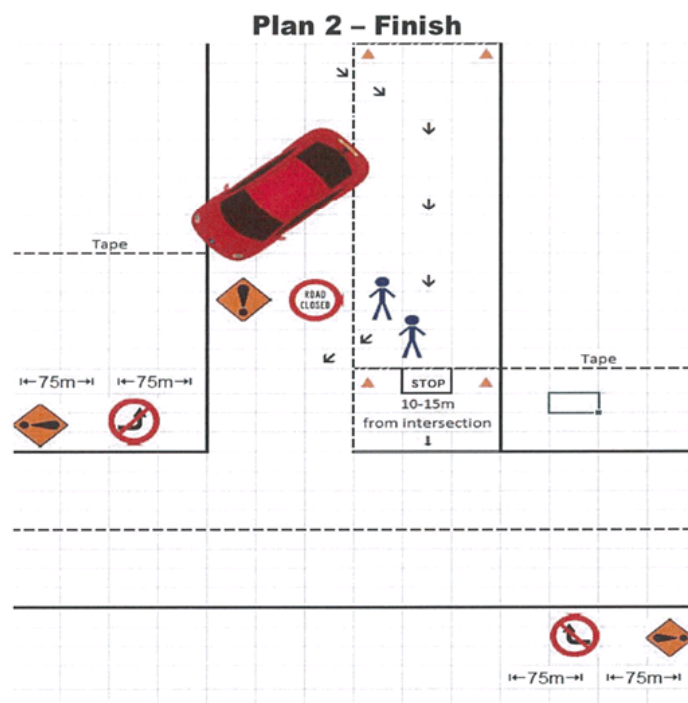 Plan 2 – Finish
Tape
ROAD
CLOSED
Tape
75m
75m
STOP
10-15m
from intersection
75m
75m